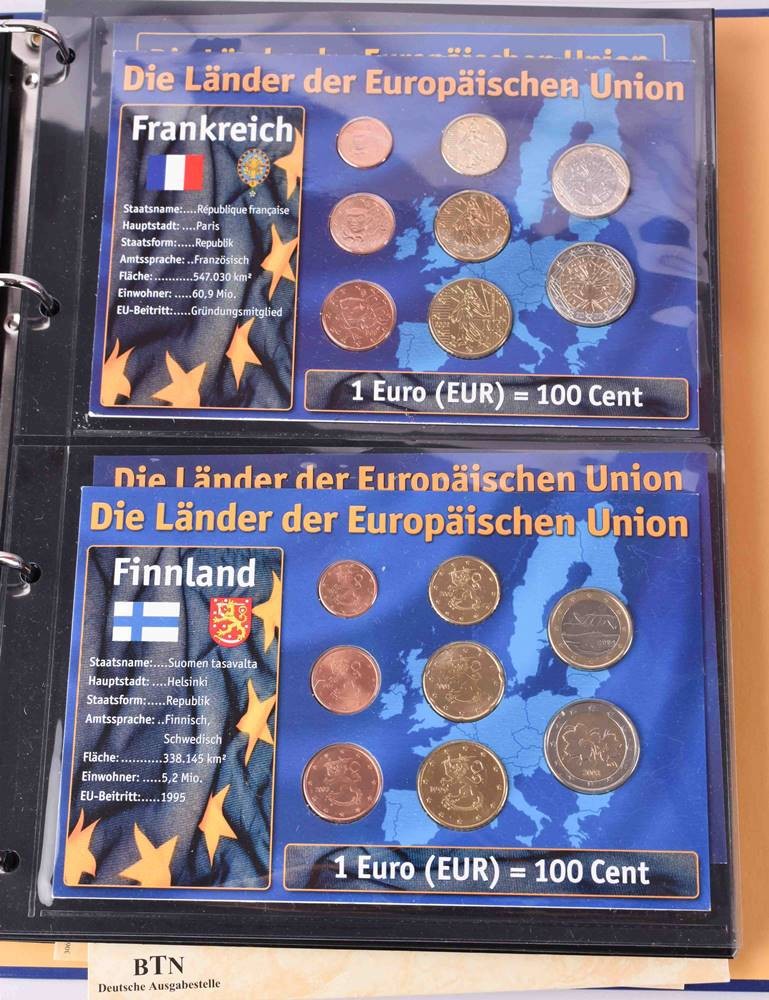 Die Länder der Europäischen Union
Die Länder der Europäischen Union
Frankreich
Staatsname:....République française
Hauptstadt: ....Paris
Staatsform:.....Republik
Amtssprache: ..Französisch
Fläche:..........547.030 km²
Einwohner: .....60,9 Mio.
EU-Beitritt:.....Gründungsmitglied
1 Euro (EUR) = 100 Cent
Die Länder der Europäischen Union
Die Länder der Europäischen Union
Finnland
Staatsname:....Suomen tasavalta
Hauptstadt: ....Helsinki
Staatsform:.....Republik
Amtssprache: ..Finnisch,
Schwedisch
Fläche:...........338.145 km²
Einwohner: .....5,2 Mio.
EU-Beitritt:.....1995
1 Euro (EUR) = 100 Cent
BTN
Deutsche Ausgabestelle